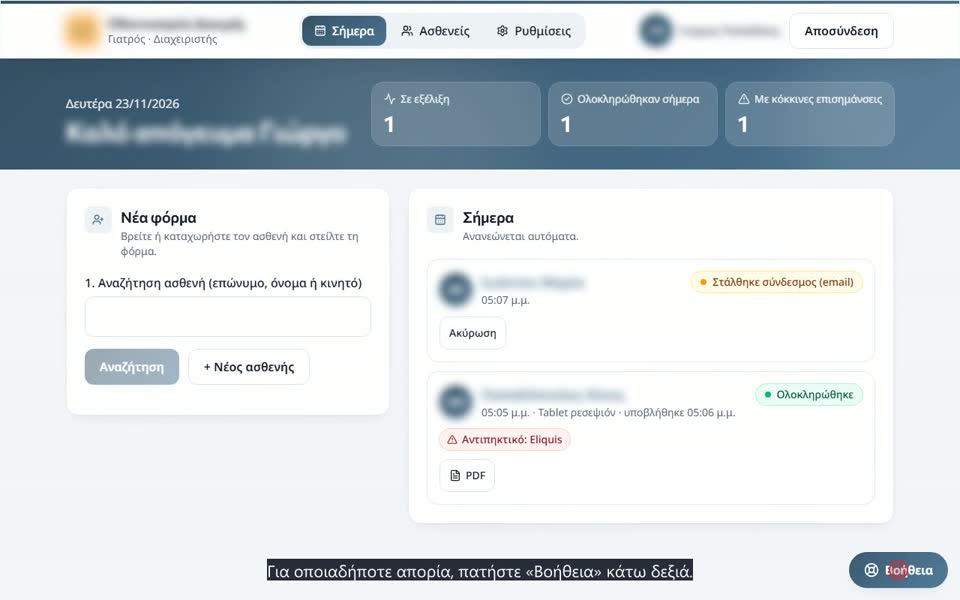 Γιατρός · Διαχειριστής
Σήμερα
Ασθενείς
Ρυθμίσεις
Αποσύνδεση
Δευτέρα 23/11/2026
Σε εξέλιξη
1
Ολοκληρώθηκαν σήμερα
1
Με κόκκινες επισημάνσεις
1
Νέα φόρμα
Βρείτε ή καταχωρήστε τον ασθενή και στείλτε τη
φόρμα.
1. Αναζήτηση ασθενή (επώνυμο, όνομα ή κινητό)
Αναζήτηση
+ Νέος ασθενής
Σήμερα
Ανανεώνεται αυτόματα.
05:07 μ.μ.
Στάλθηκε σύνδεσμος (email)
Ακύρωση
05:05 μ.μ. · Tablet ρεσεψιόν · υποβλήθηκε 05:06 μ.μ.
Ολοκληρώθηκε
Αντιπηκτικό: Eliquis
PDF
Για οποιαδήποτε απορία, πατήστε «Βοήθεια» κάτω δεξιά.
Βοήθεια